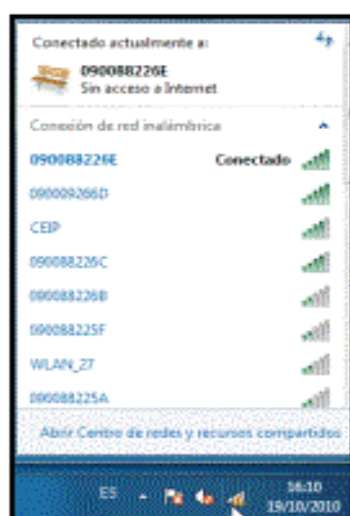 Conectado actualmente a:
090088226E
Sin acceso a Internet
Conexión de red inalámbrica
090088226E Conectado
090009266D
CEIP
090088226C
090088226B
090088225F
WLAN_27
090088225A
Abrir Centro de redes y recursos compartidos
ES 16:10
19/10/2010